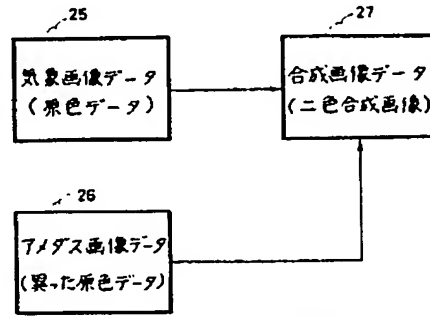 25
気象画像データ
(原色データ)
27
合成画像データ
(二色合成画像)
26
アメダス画像データ
(異った原色データ)